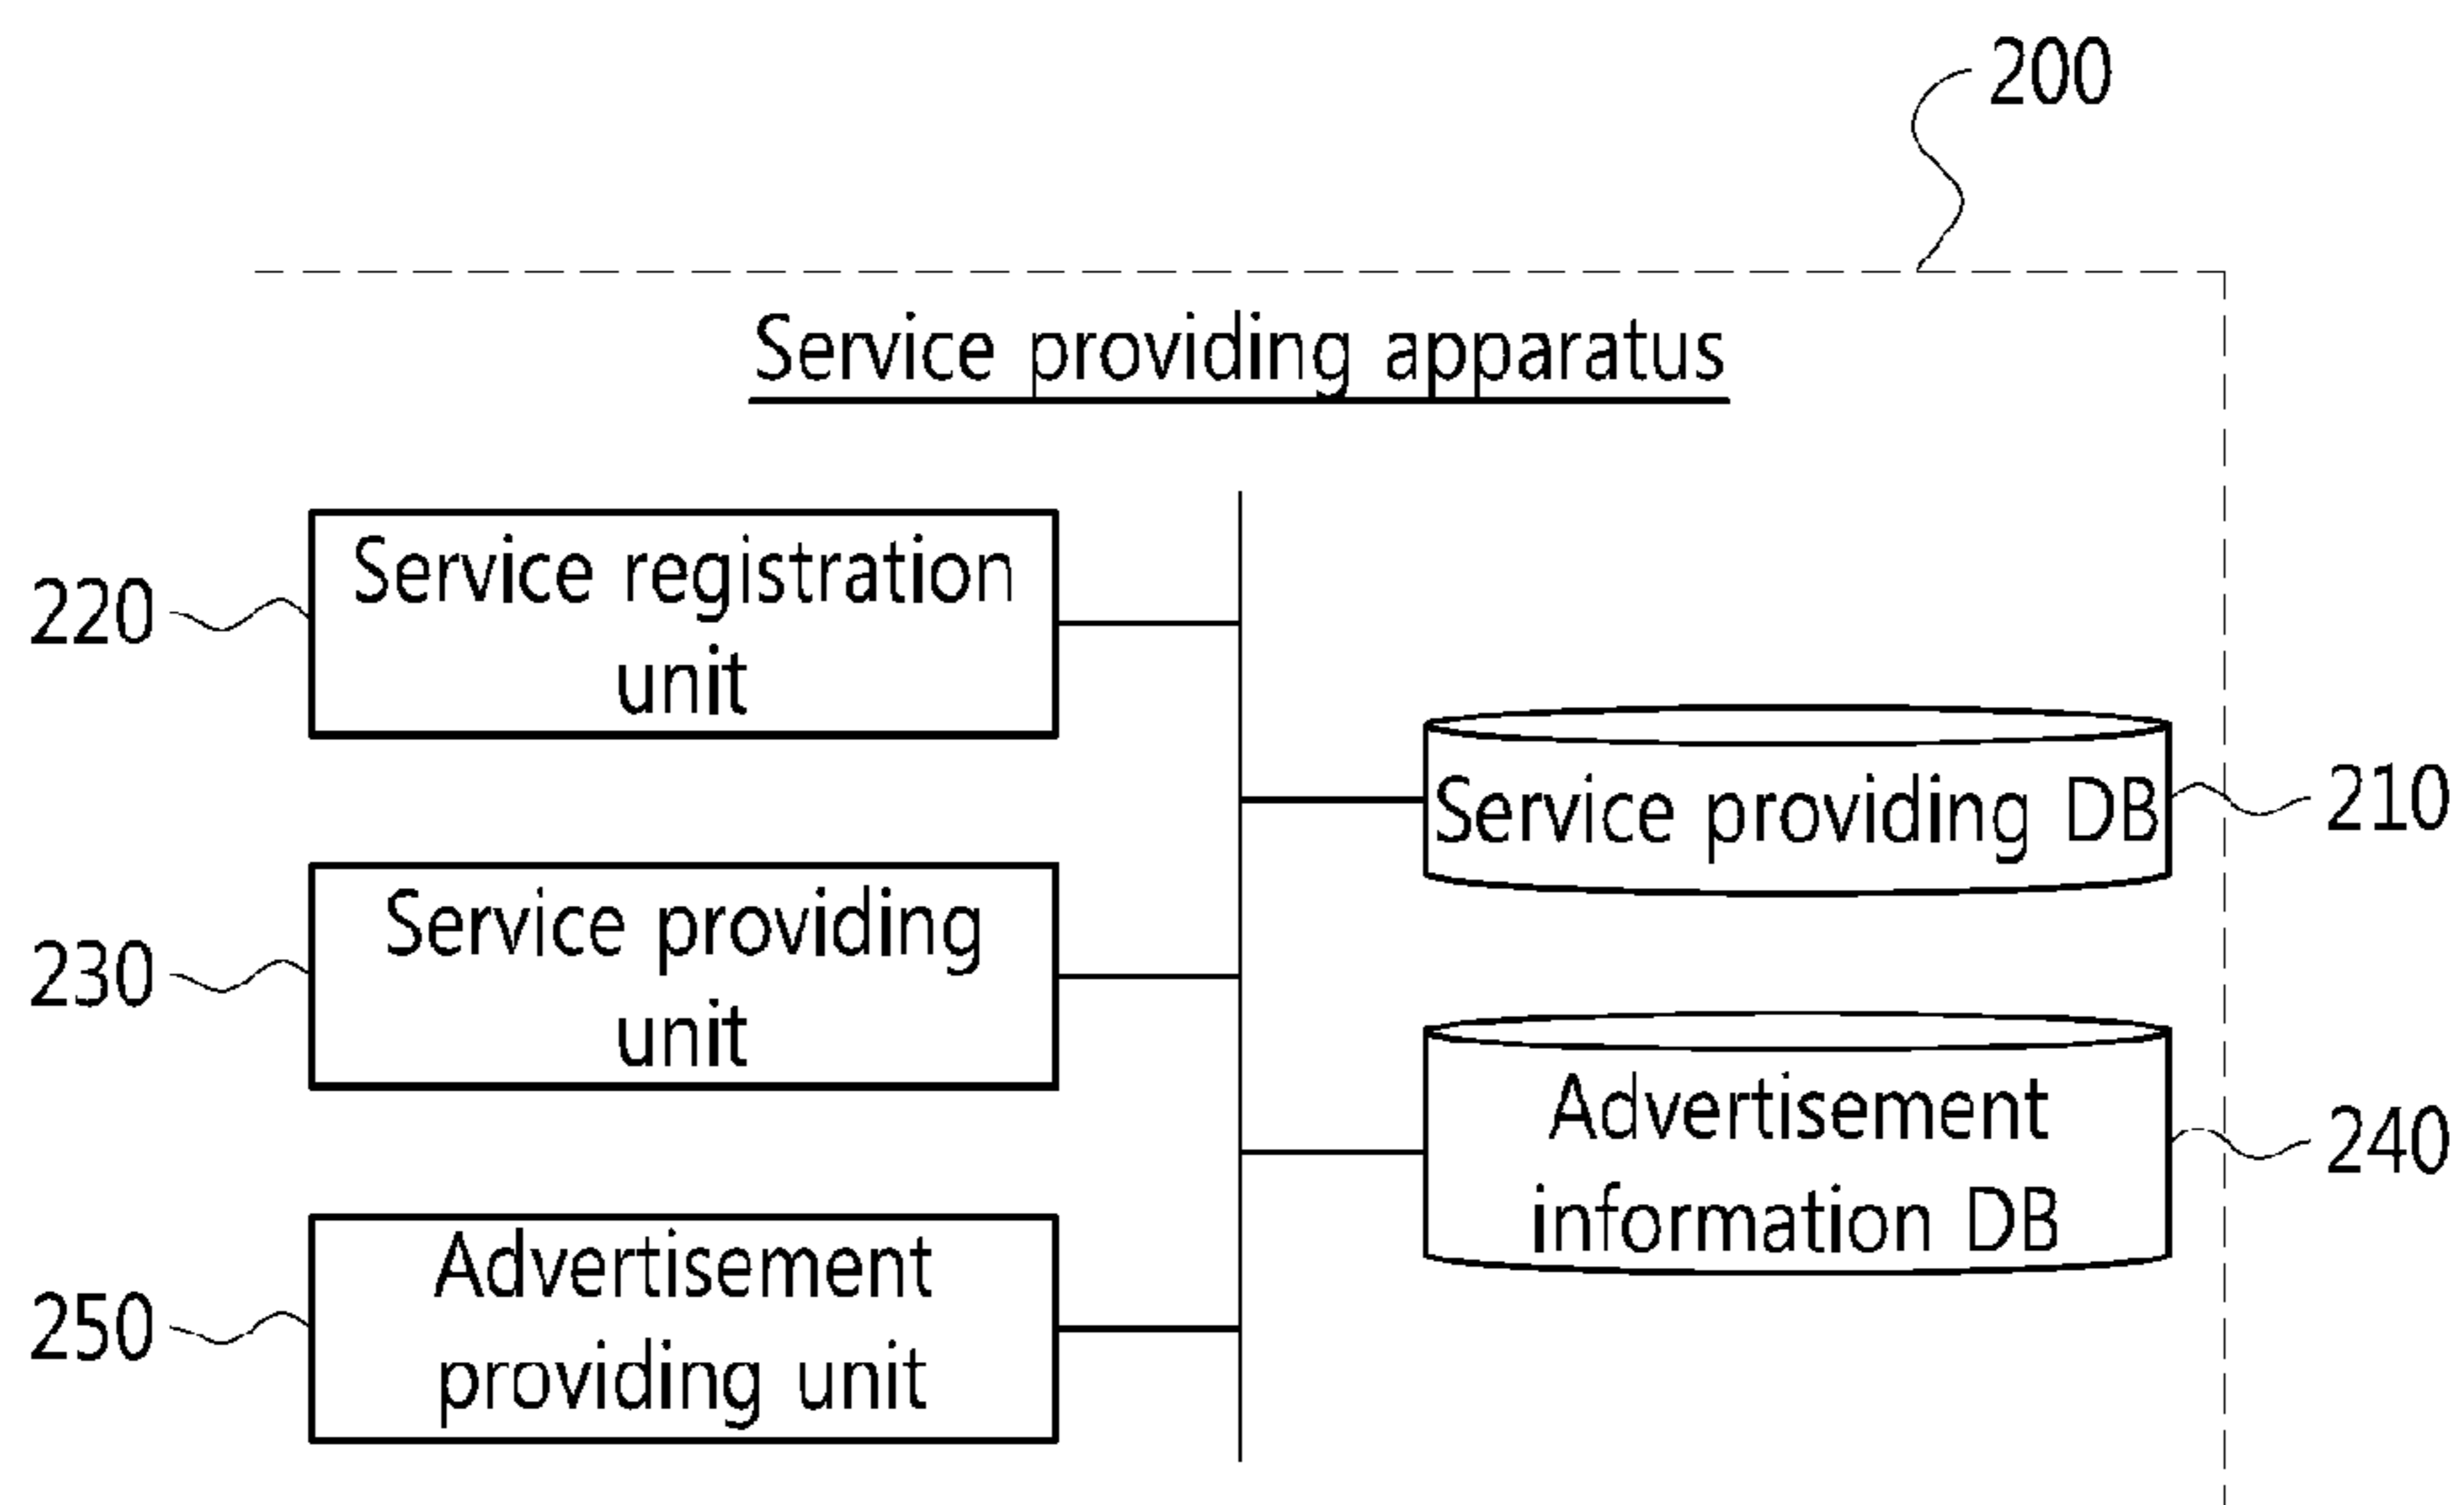 200
Service providing apparatus
220
Service registration
unit
Service providing DB
210
230
Service providing
unit
Advertisement
information DB
240
250
Advertisement
providing unit